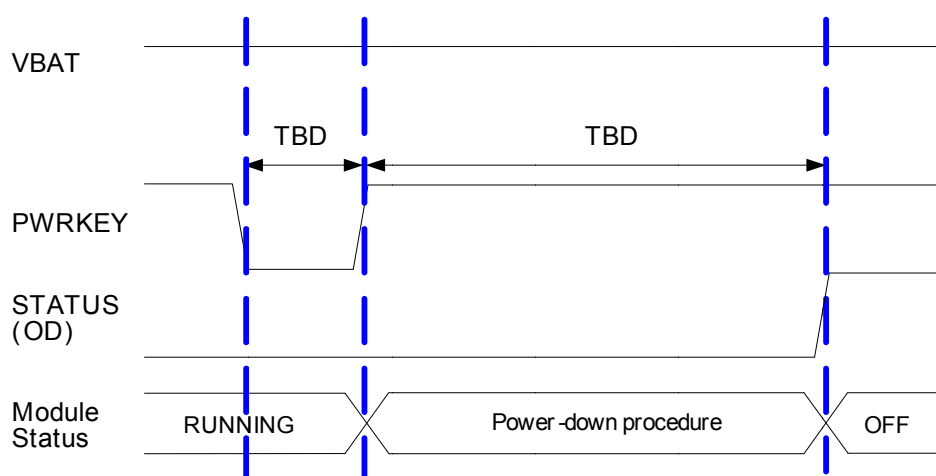 VBAT
TBD TBD
PWRKEY
STATUS
(OD)
Module
Status
RUNNING
Power-down procedure
OFF